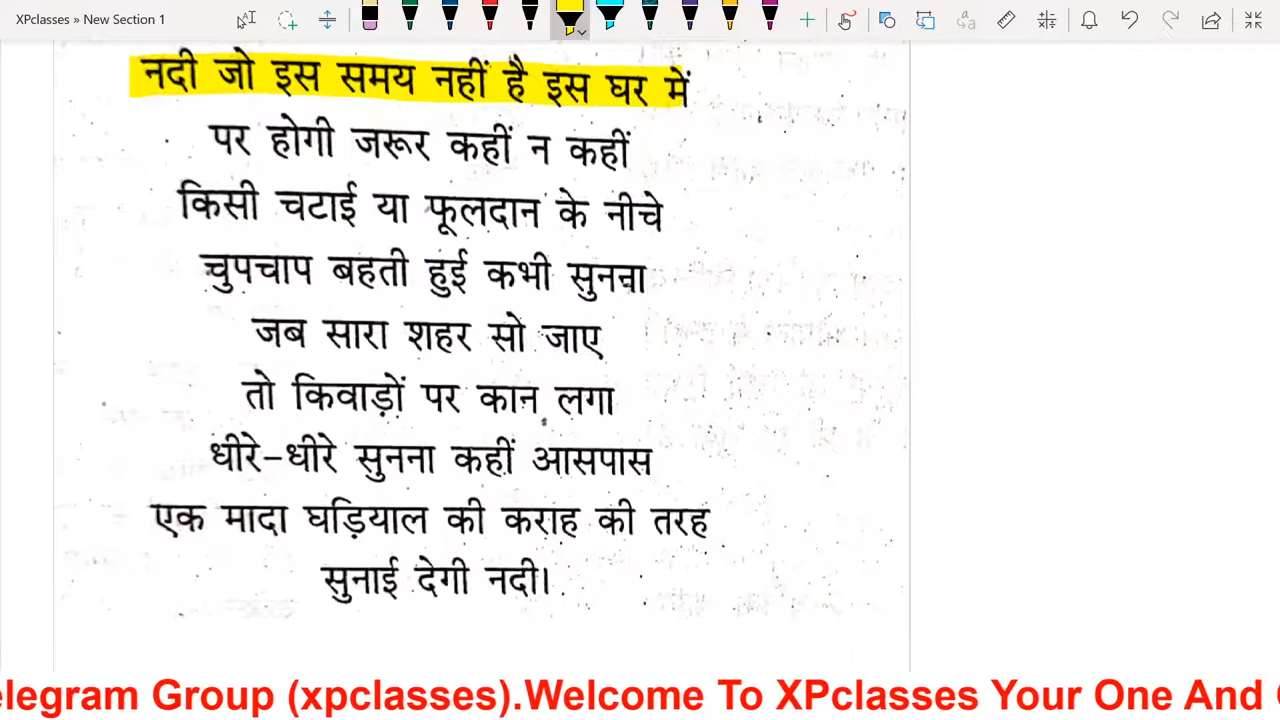 XPclasses » New Section 1
नदी जो इस समय नहीं है इस घर में
पर होगी जरूर कहीं न कहीं
किसी चटाई या फूलदान के नीचे
चुपचाप बहती हुई कभी सुनना
जब सारा शहर सो जाए
तो किवाड़ों पर कान लगा
धीरे-धीरे सुनना कहीं आसपास
एक मादा घड़ियाल की कराह की तरह
सुनाई देगी नदी।
elegram Group (xpclasses).Welcome To XPclasses Your One And